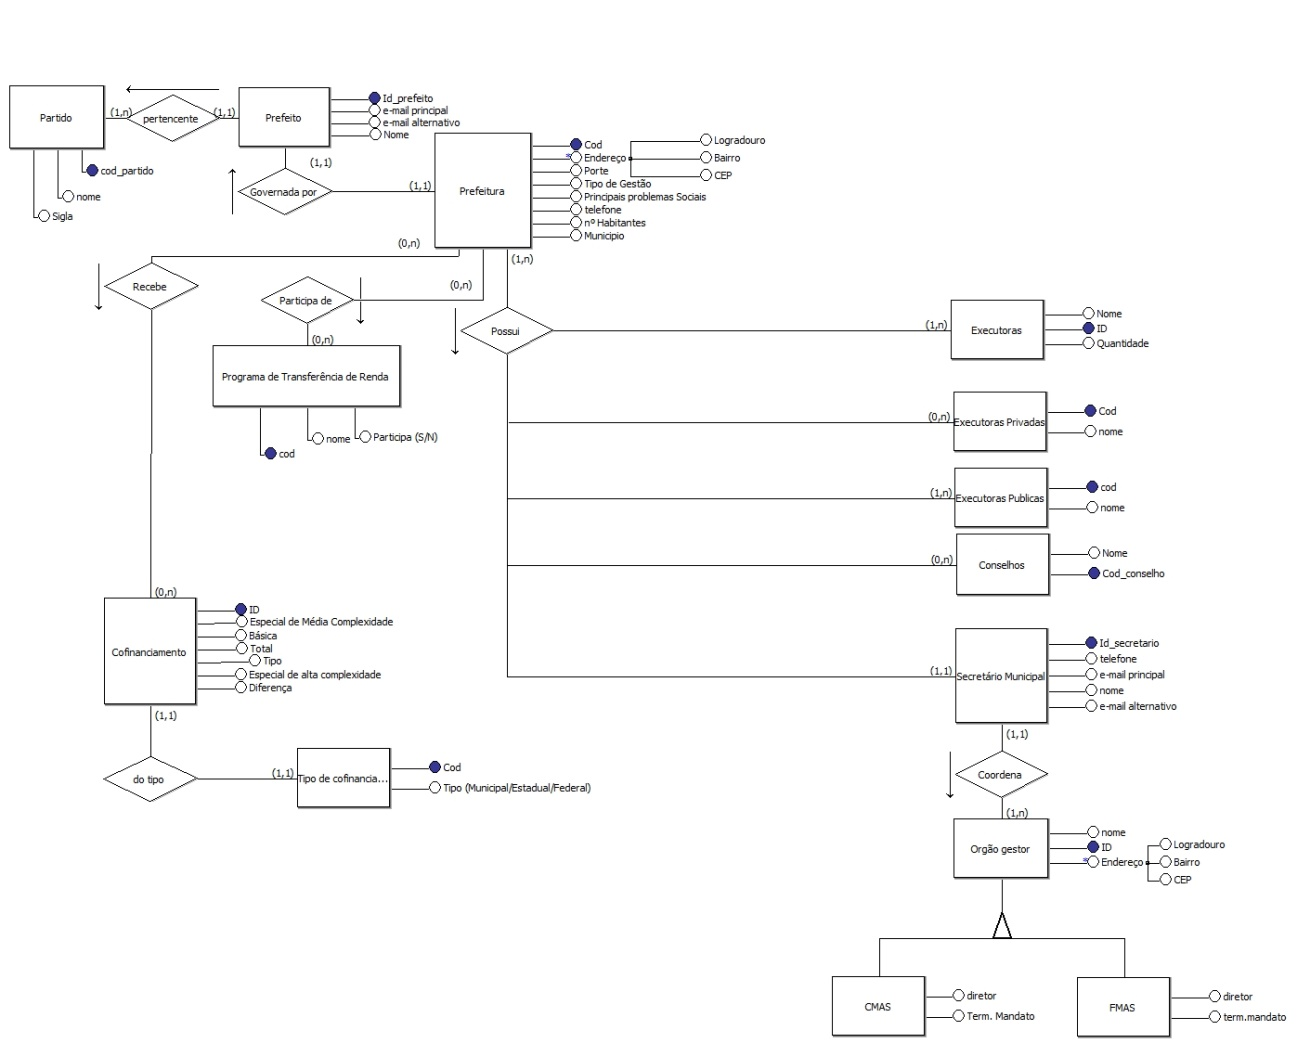 Partido
(1,n)
pertencente
(1,1)
Prefeito
Id_prefeito
e-mail principal
e-mail alternativo
Nome
cod_partido
nome
Sigla
(1,1)
Governada por
(1,1)
Prefeitura
Cod
Endereço
Porte
Tipo de Gestão
Principais problemas Sociais
telefone
nº Habitantes
Municipio
Logradouro
Bairro
CEP
(0,n)
(0,n)
(1,n)
Recebe
Participa de
(0,n)
Programa de Transferência de Renda
cod
nome
Participa (S/N)
Possui
(1,n)
Executoras
Nome
ID
Quantidade
(0,n)
Executoras Privadas
Cod
nome
(1,n)
Executoras Publicas
cod
nome
(0,n)
Conselhos
Nome
Cod_conselho
(0,n)
Cofinanciamento
ID
Especial de Média Complexidade
Básica
Total
Tipo
Especial de alta complexidade
Diferença
(1,1)
do tipo
(1,1)
Tipo de cofinancia...
Cod
Tipo (Municipal/Estadual/Federal)
(1,1)
Secretário Municipal
Id_secretario
telefone
e-mail principal
nome
e-mail alternativo
(1,1)
Coordena
(1,n)
Orgão gestor
nome
ID
Endereço
Logradouro
Bairro
CEP
CMAS
diretor
Term. Mandato
FMAS
diretor
term.mandato